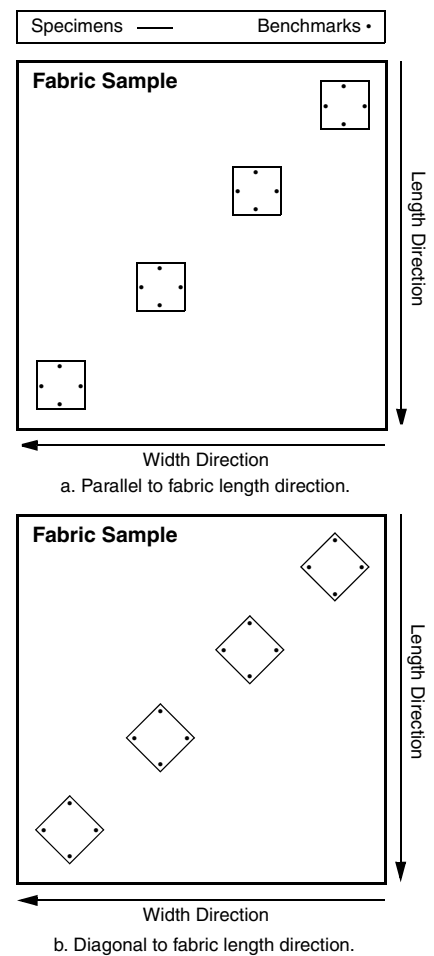 Specimens Benchmarks •
Fabric Sample
Length Direction
Width Direction
a. Parallel to fabric length direction.
Fabric Sample
Length Direction
Width Direction
b. Diagonal to fabric length direction.